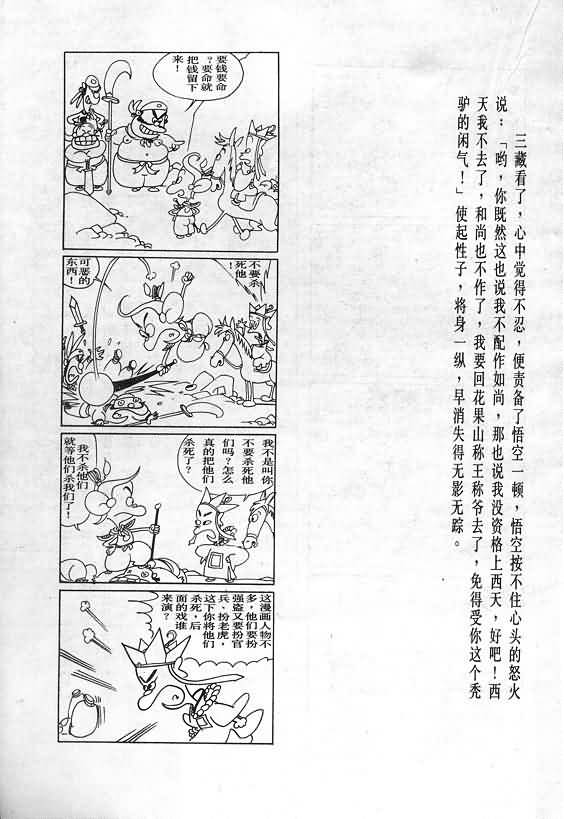 三藏看了，心中觉得不忍，便责备了悟空一顿，悟空按不住心头的怒火
说：「哟，你既然这也说我不配作如尚，那也说我没资格上西天，好吧！西
天我不去了，和尚也不作了，我要回花果山称王称爷去了，免得受你这个秃
驴的闲气！」使起性子，将身一纵，早消失得无影无踪。
要钱要命
？要命就
把钱留下
来！
不要杀
死他
！
可恶的
东西！
我不是叫你
不要杀死他
们吗？怎么
真的把他们
杀死了？
我不杀他们
就等他们杀我们了！
这漫画人物不
多，他们要扮
强盗又要扮官
兵、扮老虎，
这下你将他们
杀死，后
面的戏谁
来演？